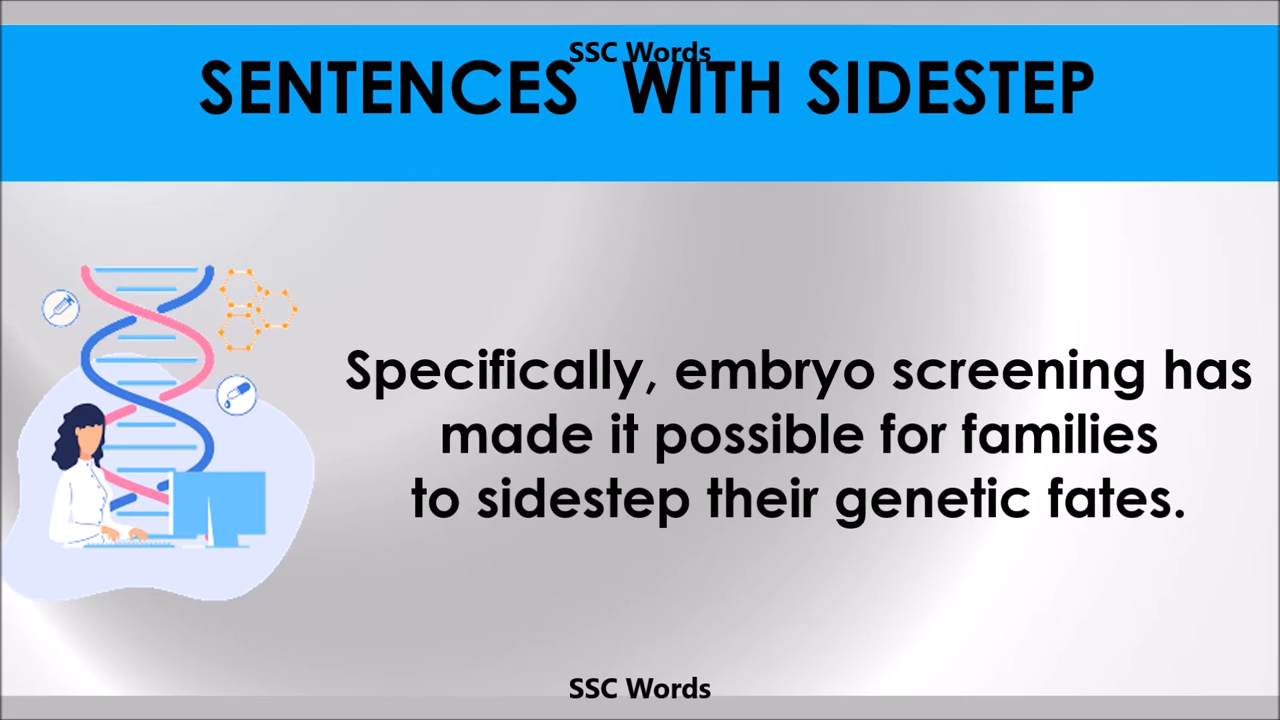 SSC Words
SENTENCES WITH SIDESTEP
Specifically, embryo screening has
made it possible for families
to sidestep their genetic fates.
SSC Words